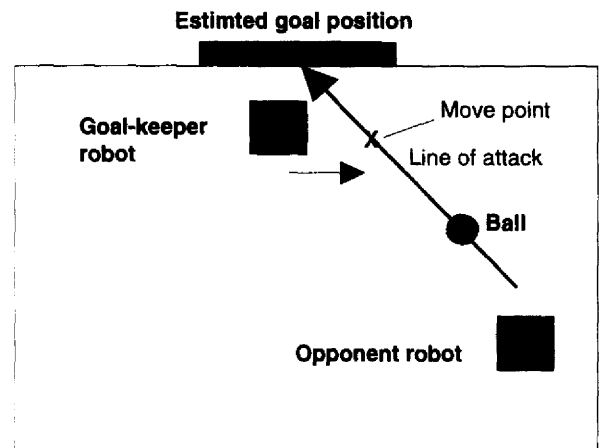 Estimted goal position
Move point
Goal-keeper
robot
Line of attack
Ball
Opponent robot